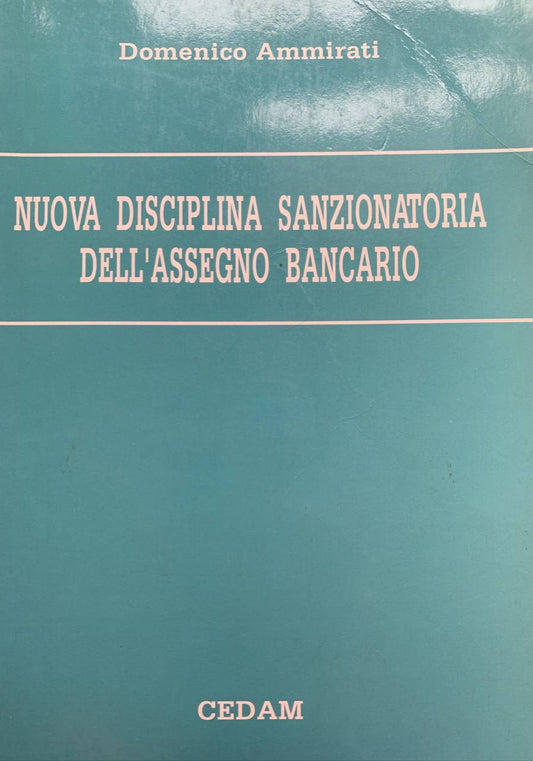 Domenico Ammirati
NUOVA DISCIPLINA SANZIONATORIA
DELL'ASSEGNO BANCARIO
CEDAM